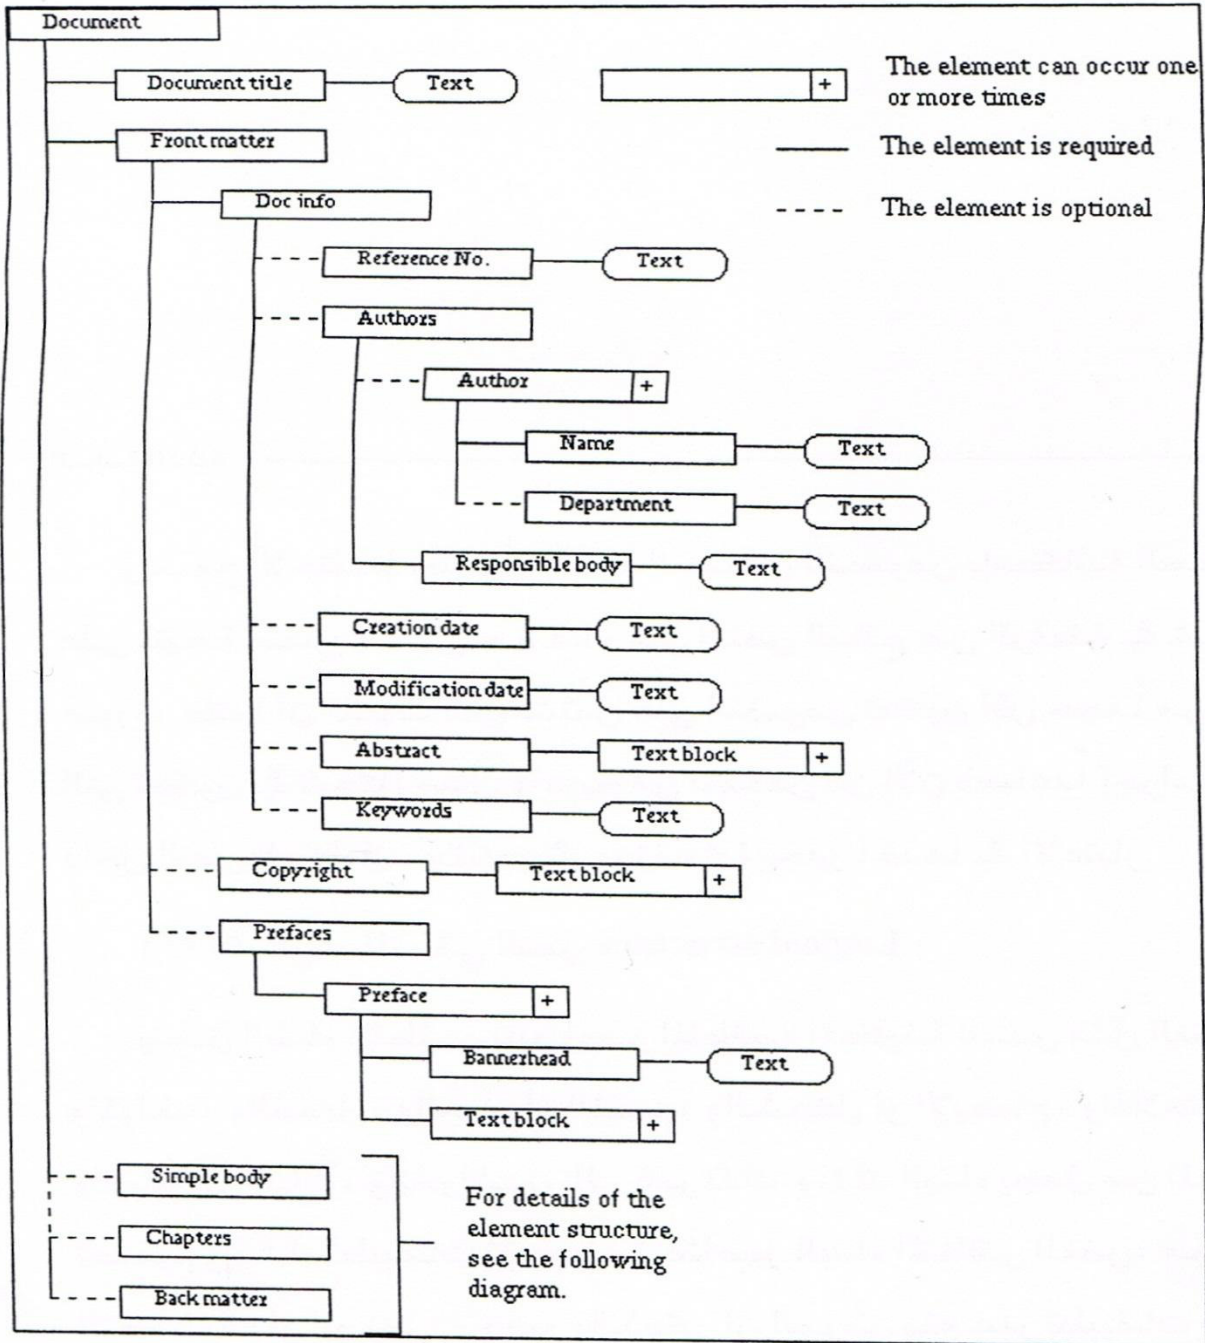 Document
Document title
Text
+
The element can occur one
or more times
Front matter
The element is required
Doc info
The element is optional
Reference No.
Text
Authors
Author
+
Name
Text
Department
Text
Responsible body
Text
Creation date
Text
Modification date
Text
Abstract
Text block
+
Keywords
Text
Copyright
Text block
+
Prefaces
Preface
+
Bannerhead
Text
Text block
+
Simple body
Chapters
Back matter
For details of the
element structure,
see the following
diagram.